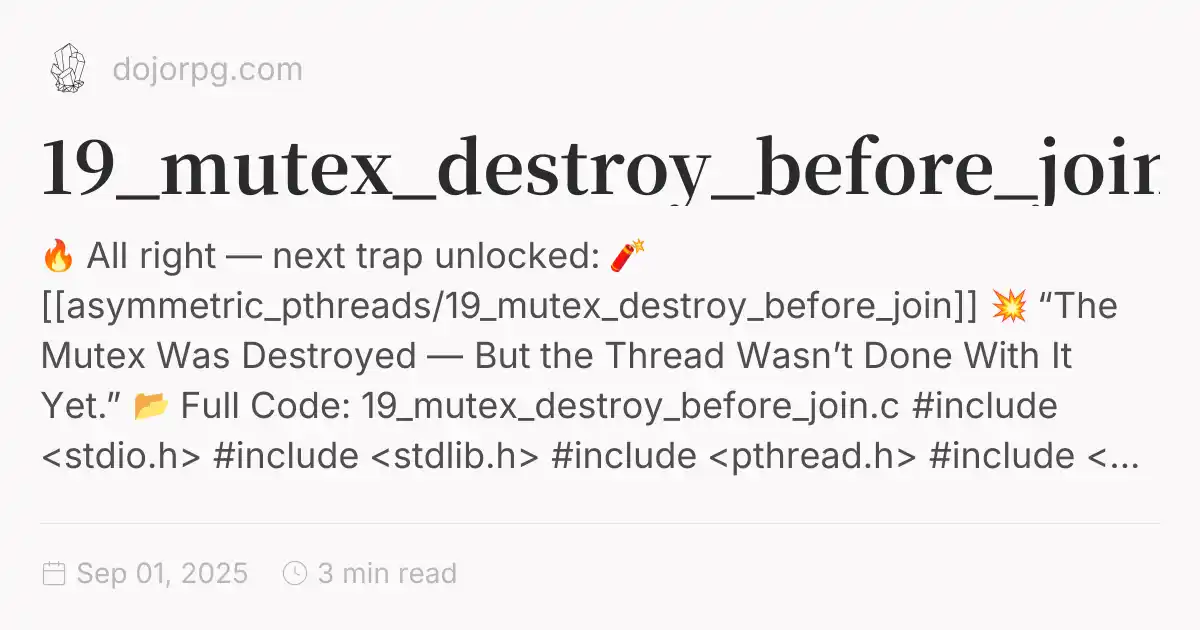 dojorpg.com
19_mutex_destroy_before_join
🔥 All right — next trap unlocked: 🧨
[[asymmetric_pthreads/19_mutex_destroy_before_join]] 💥 “The
Mutex Was Destroyed — But the Thread Wasn’t Done With It
Yet.” 📂 Full Code: 19_mutex_destroy_before_join.c #include
<stdio.h> #include <stdlib.h> #include <pthread.h> #include <...
Sep 01, 2025 3 min read